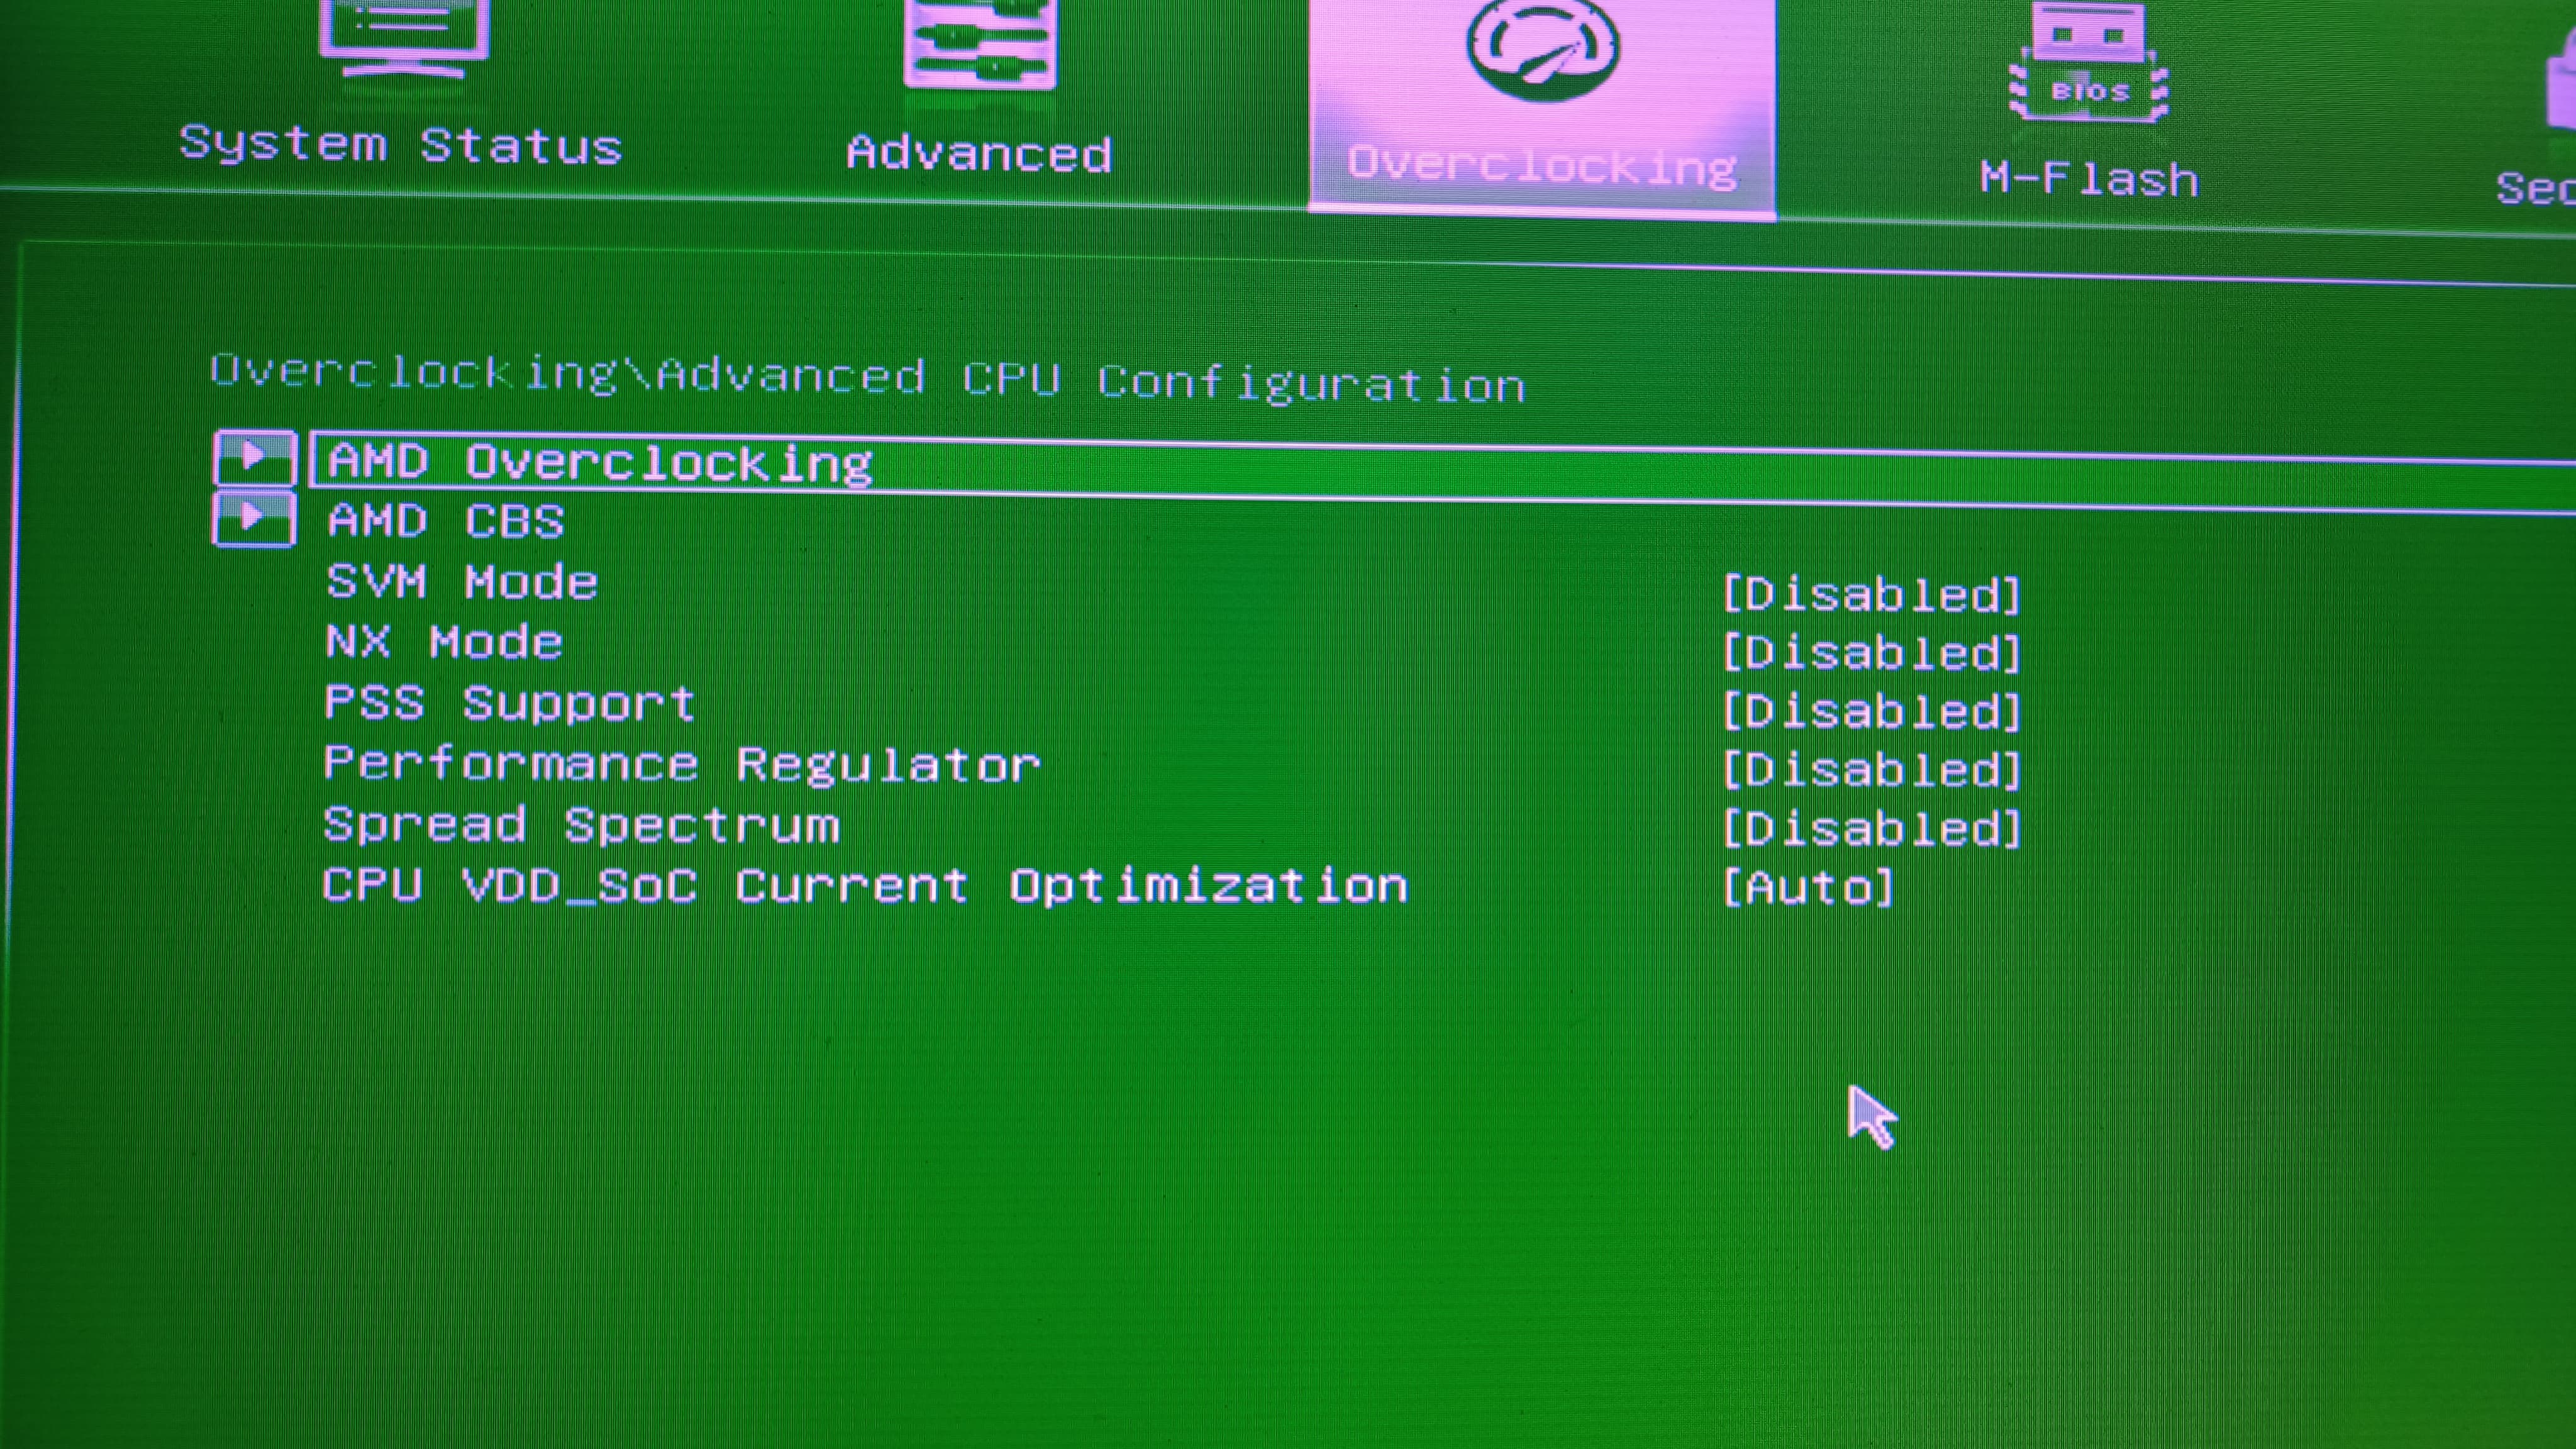 System Status
Advanced
Overclocking
BIOS
M-Flash
Overclocking\Advanced CPU Configuration
AMD Overclocking
AMD CBS
SVM Mode [Disabled]
NX Mode [Disabled]
PSS Support [Disabled]
Performance Regulator [Disabled]
Spread Spectrum [Disabled]
CPU VDD_SoC Current Optimization [Auto]